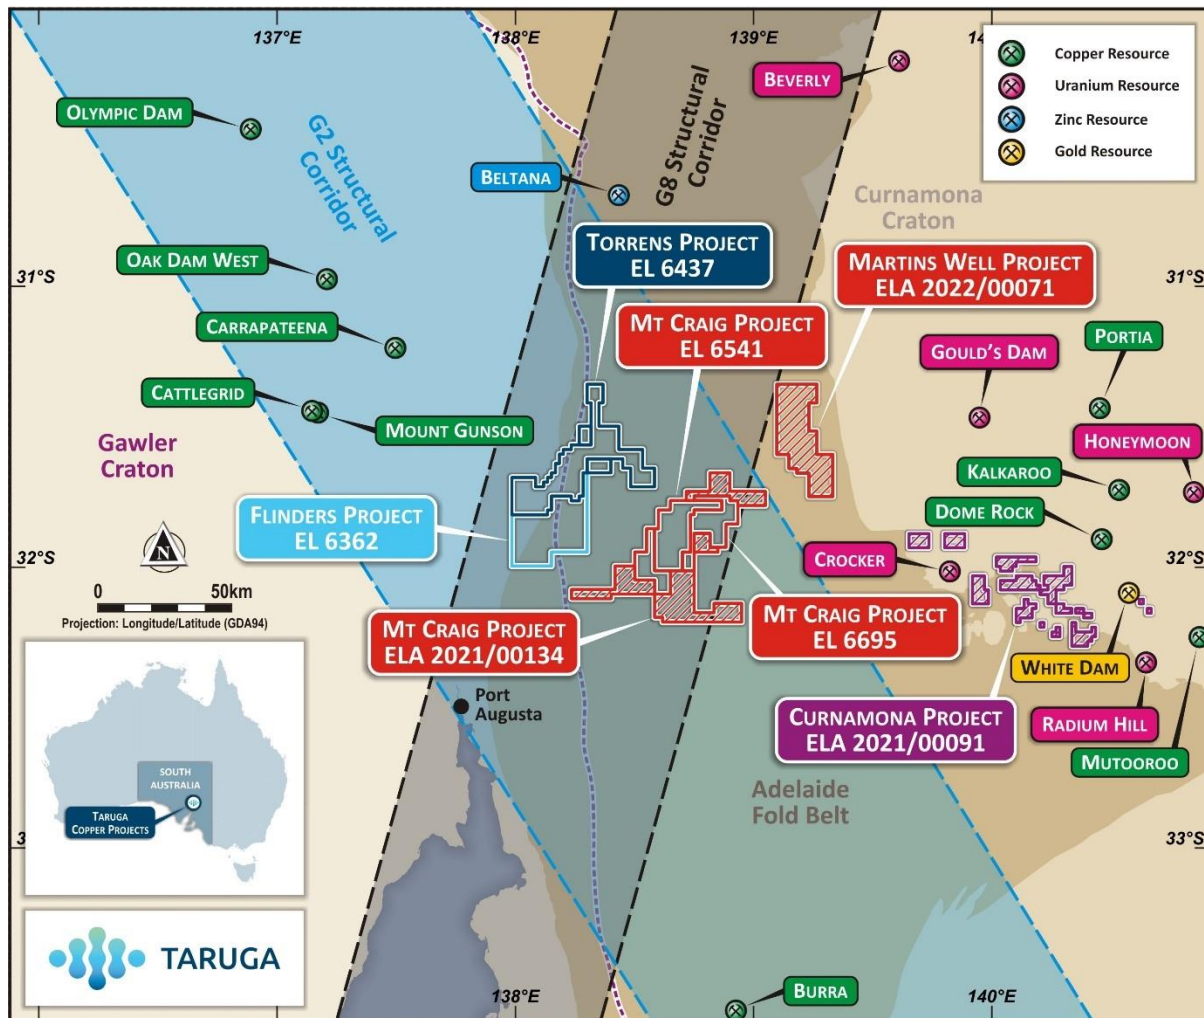 137°E
138°E
139°E
14
Copper Resource
Uranium Resource
Zinc Resource
Gold Resource
BEVERLY
OLYMPIC DAM
G2 Structural
Corridor
G8 Structural
Corridor
BELTANA
Curnamona
Craton
TORRENS PROJECT
EL 6437
MARTINS WELL PROJECT
ELA 2022/00071
OAK DAM WEST
31°S
31°S
MT CRAIG PROJECT
EL 6541
CARRAPATEENA
GOULD'S DAM
PORTIA
CATTLEGRID
MOUNT GUNSON
HONEYMOON
Gawler
Craton
KALKAROO
FLINDERS PROJECT
EL 6362
DOME ROCK
N
CROCKER
32°S
32°S
0 50km
Projection: Longitude/Latitude (GDA94)
MT CRAIG PROJECT
ELA 2021/00134
MT CRAIG PROJECT
EL 6695
WHITE DAM
Port
Augusta
CURNAMONA PROJECT
ELA 2021/00091
RADIUM HILL
MUTOOROO
SOUTH
AUSTRALIA
TARUGA
COPPER PROJECTS
Adelaide
Fold Belt
3
33°S
TARUGA
138°E
BURRA
140°E